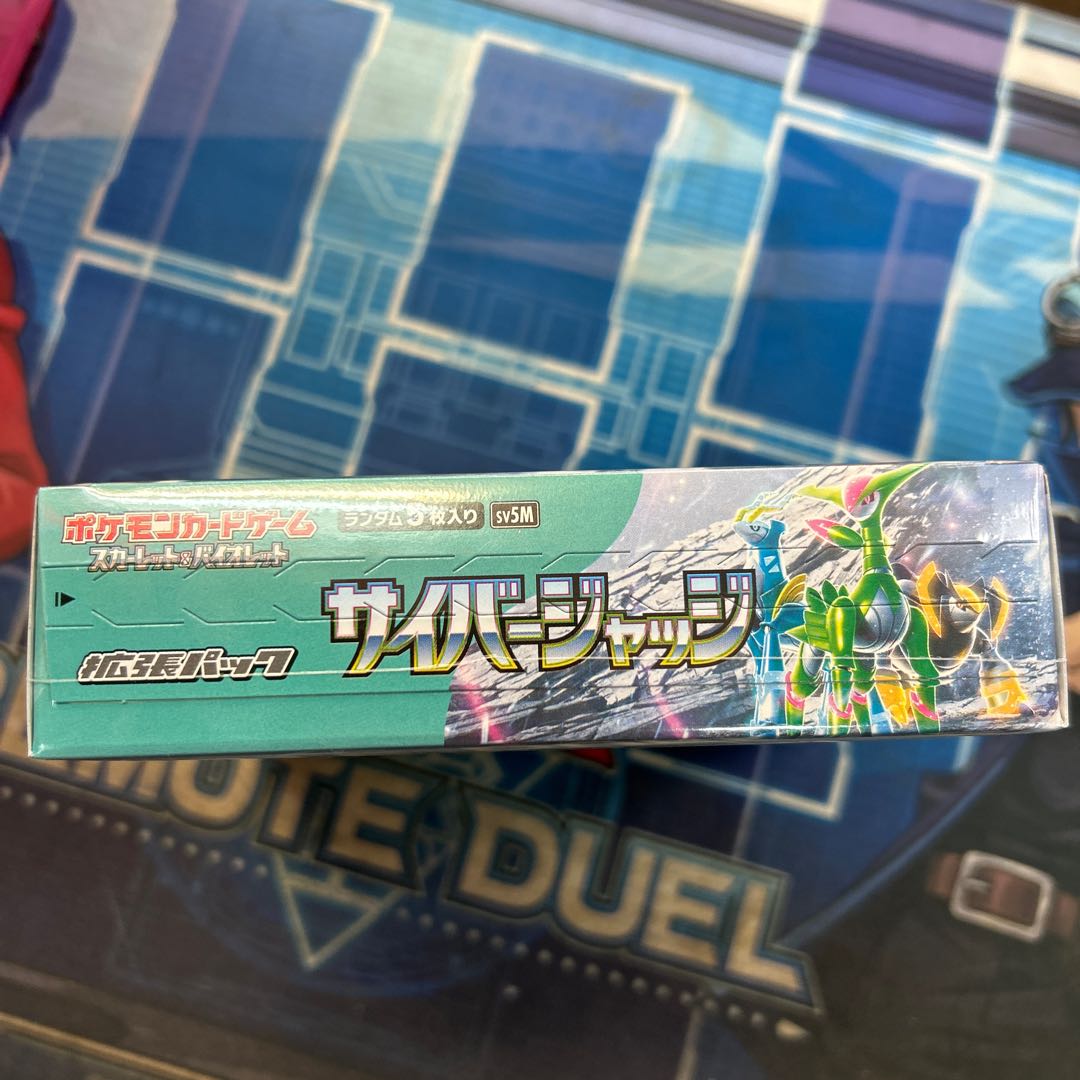 ポケモンカードゲーム
スカーレット&バイオレット
ランダム5枚入り SV5M
サイバージャッジ
拡張パック
MOTE DUEL